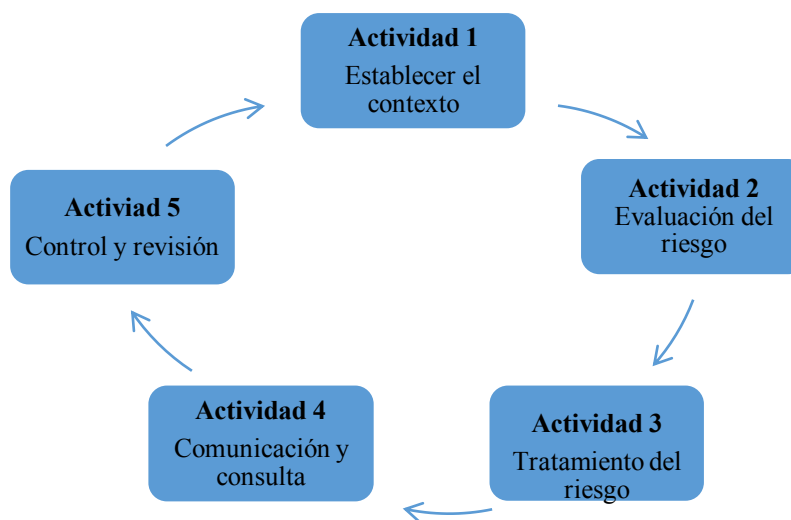 Actividad 1
Establecer el
contexto
Actividad 2
Evaluación del
riesgo
Actividad 3
Tratamiento del
riesgo
Actividad 4
Comunicación y
consulta
Activiad 5
Control y revisión